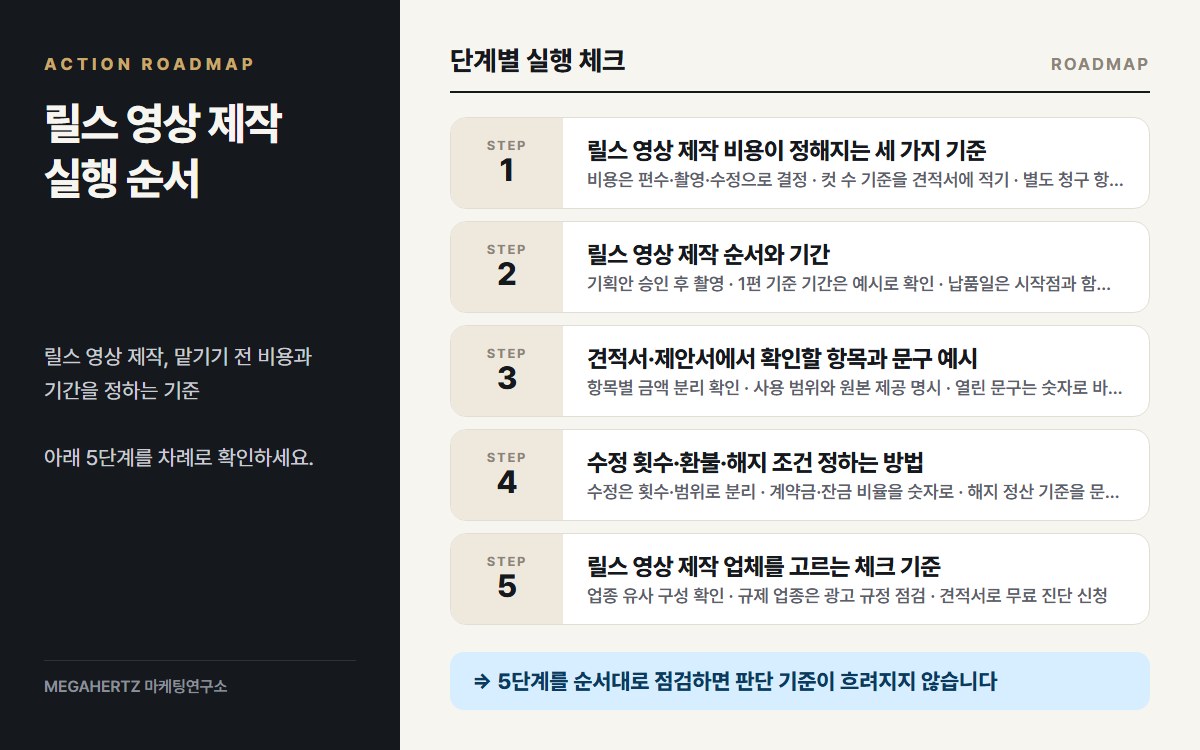 ACTION ROADMAP
릴스 영상 제작
실행 순서
릴스 영상 제작, 맡기기 전 비용과
기간을 정하는 기준
아래 5단계를 차례로 확인하세요.
MEGAHERTZ 마케팅연구소
단계별 실행 체크
ROADMAP
STEP
1
릴스 영상 제작 비용이 정해지는 세 가지 기준
비용은 편수·촬영·수정으로 결정 · 컷 수 기준을 견적서에 적기 · 별도 청구 항...
STEP
2
릴스 영상 제작 순서와 기간
기획안 승인 후 촬영 · 1편 기준 기간은 예시로 확인 · 납품일은 시작점과 함...
STEP
3
견적서·제안서에서 확인할 항목과 문구 예시
항목별 금액 분리 확인 · 사용 범위와 원본 제공 명시 · 열린 문구는 숫자로 바...
STEP
4
수정 횟수·환불·해지 조건 정하는 방법
수정은 횟수·범위로 분리 · 계약금·잔금 비율을 숫자로 · 해지 정산 기준을 문...
STEP
5
릴스 영상 제작 업체를 고르는 체크 기준
업종 유사 구성 확인 · 규제 업종은 광고 규정 점검 · 견적서로 무료 진단 신청
⇒ 5단계를 순서대로 점검하면 판단 기준이 흐려지지 않습니다